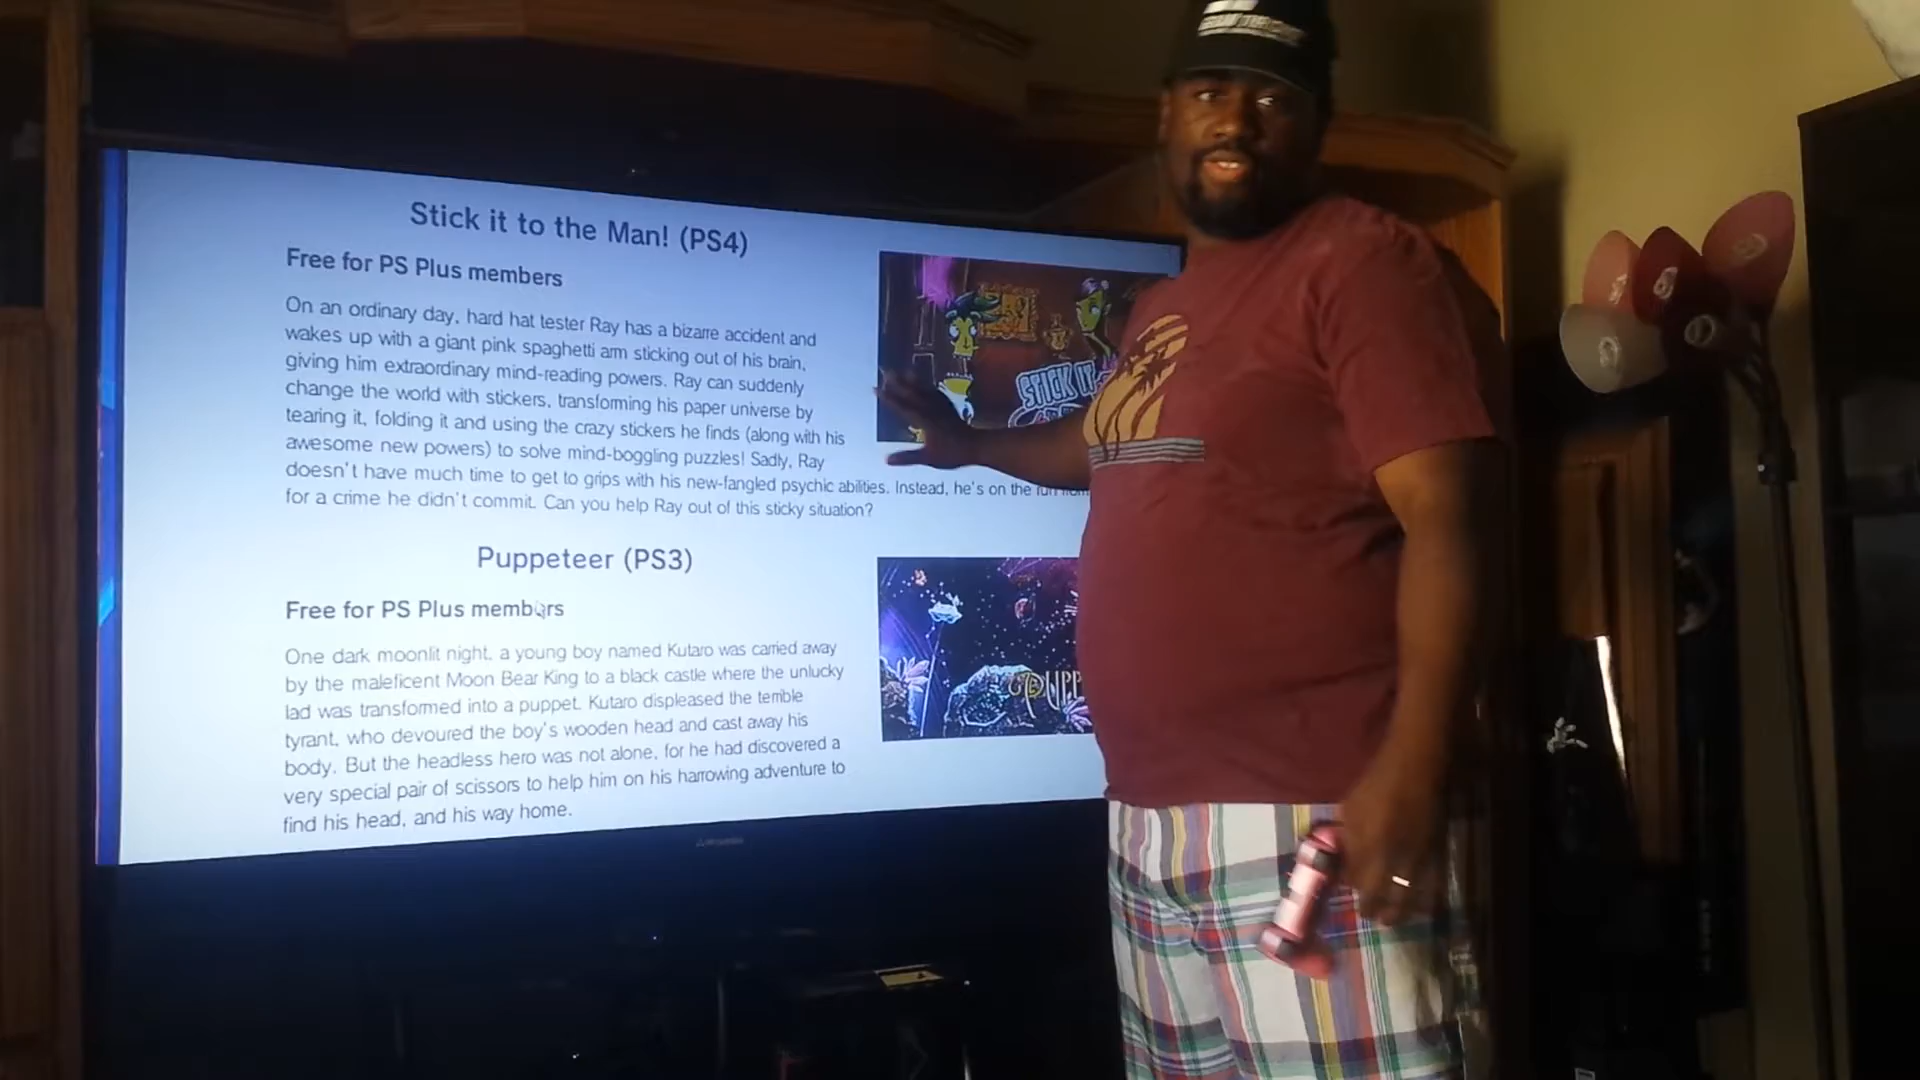 Stick it to the Man! (PS4)
Free for PS Plus members
On an ordinary day, hard hat tester Ray has a bizarre accident and
wakes up with a giant pink spaghetti arm sticking out of his brain,
giving him extraordinary mind-reading powers. Ray can suddenly
change the world with stickers, transforming his paper universe by
tearing it, folding it and using the crazy stickers he finds (along with his
awesome new powers) to solve mind-boggling puzzles! Sadly, Ray
doesn't have much time to get to grips with his new-fangled psychic abilities. Instead, he's on the run from
for a crime he didn't commit. Can you help Ray out of this sticky situation?
STICK IT
Puppeteer (PS3)
Free for PS Plus members
One dark moonlit night, a young boy named Kutaro was carried away
by the maleficent Moon Bear King to a black castle where the unlucky
lad was transformed into a puppet. Kutaro displeased the terrible
tyrant, who devoured the boy's wooden head and cast away his
body. But the headless hero was not alone, for he had discovered a
very special pair of scissors to help him on his harrowing adventure to
find his head, and his way home.
PUPP